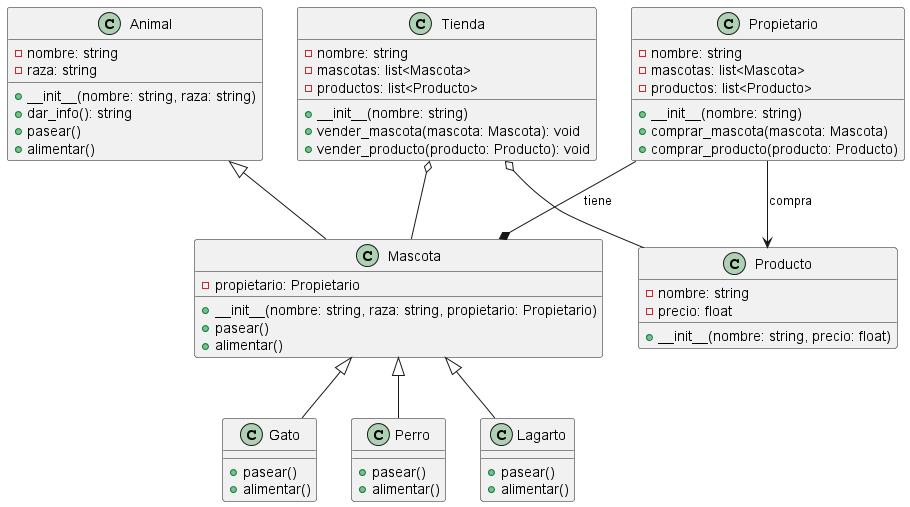 C Animal
nombre: string
raza: string
__init__(nombre: string, raza: string)
dar_info(): string
pasear()
alimentar()
C Tienda
nombre: string
mascotas: list<Mascota>
productos: list<Producto>
__init__(nombre: string)
vender_mascota(mascota: Mascota): void
vender_producto(producto: Producto): void
C Propietario
nombre: string
mascotas: list<Mascota>
productos: list<Producto>
__init__(nombre: string)
comprar_mascota(mascota: Mascota)
comprar_producto(producto: Producto)
tiene
compra
C Mascota
propietario: Propietario
__init__(nombre: string, raza: string, propietario: Propietario)
pasear()
alimentar()
C Producto
nombre: string
precio: float
__init__(nombre: string, precio: float)
C Gato
pasear()
alimentar()
C Perro
pasear()
alimentar()
C Lagarto
pasear()
alimentar()